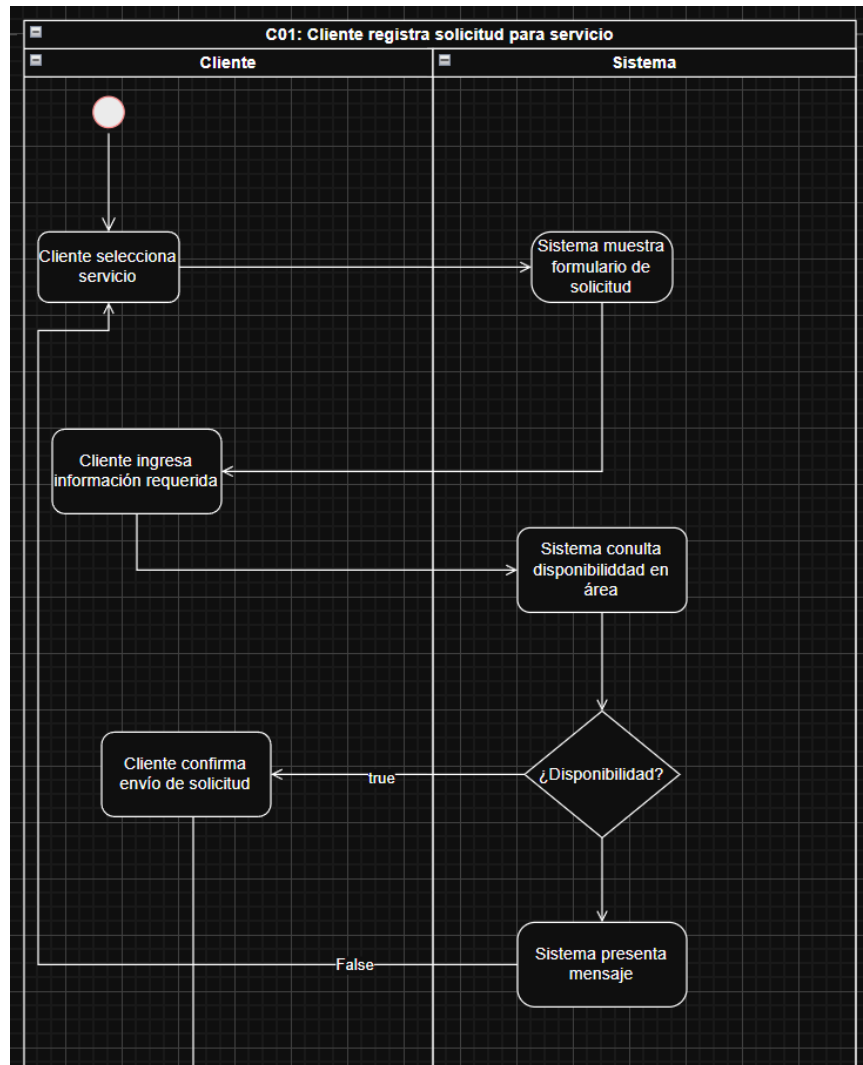 C01: Cliente registra solicitud para servicio
Cliente
Sistema
Cliente selecciona
servicio
Sistema muestra
formulario de
solicitud
Cliente ingresa
información requerida
Sistema conulta
disponibiliddad en
área
Cliente confirma
envío de solicitud
true
¿Disponibilidad?
Sistema presenta
mensaje
False